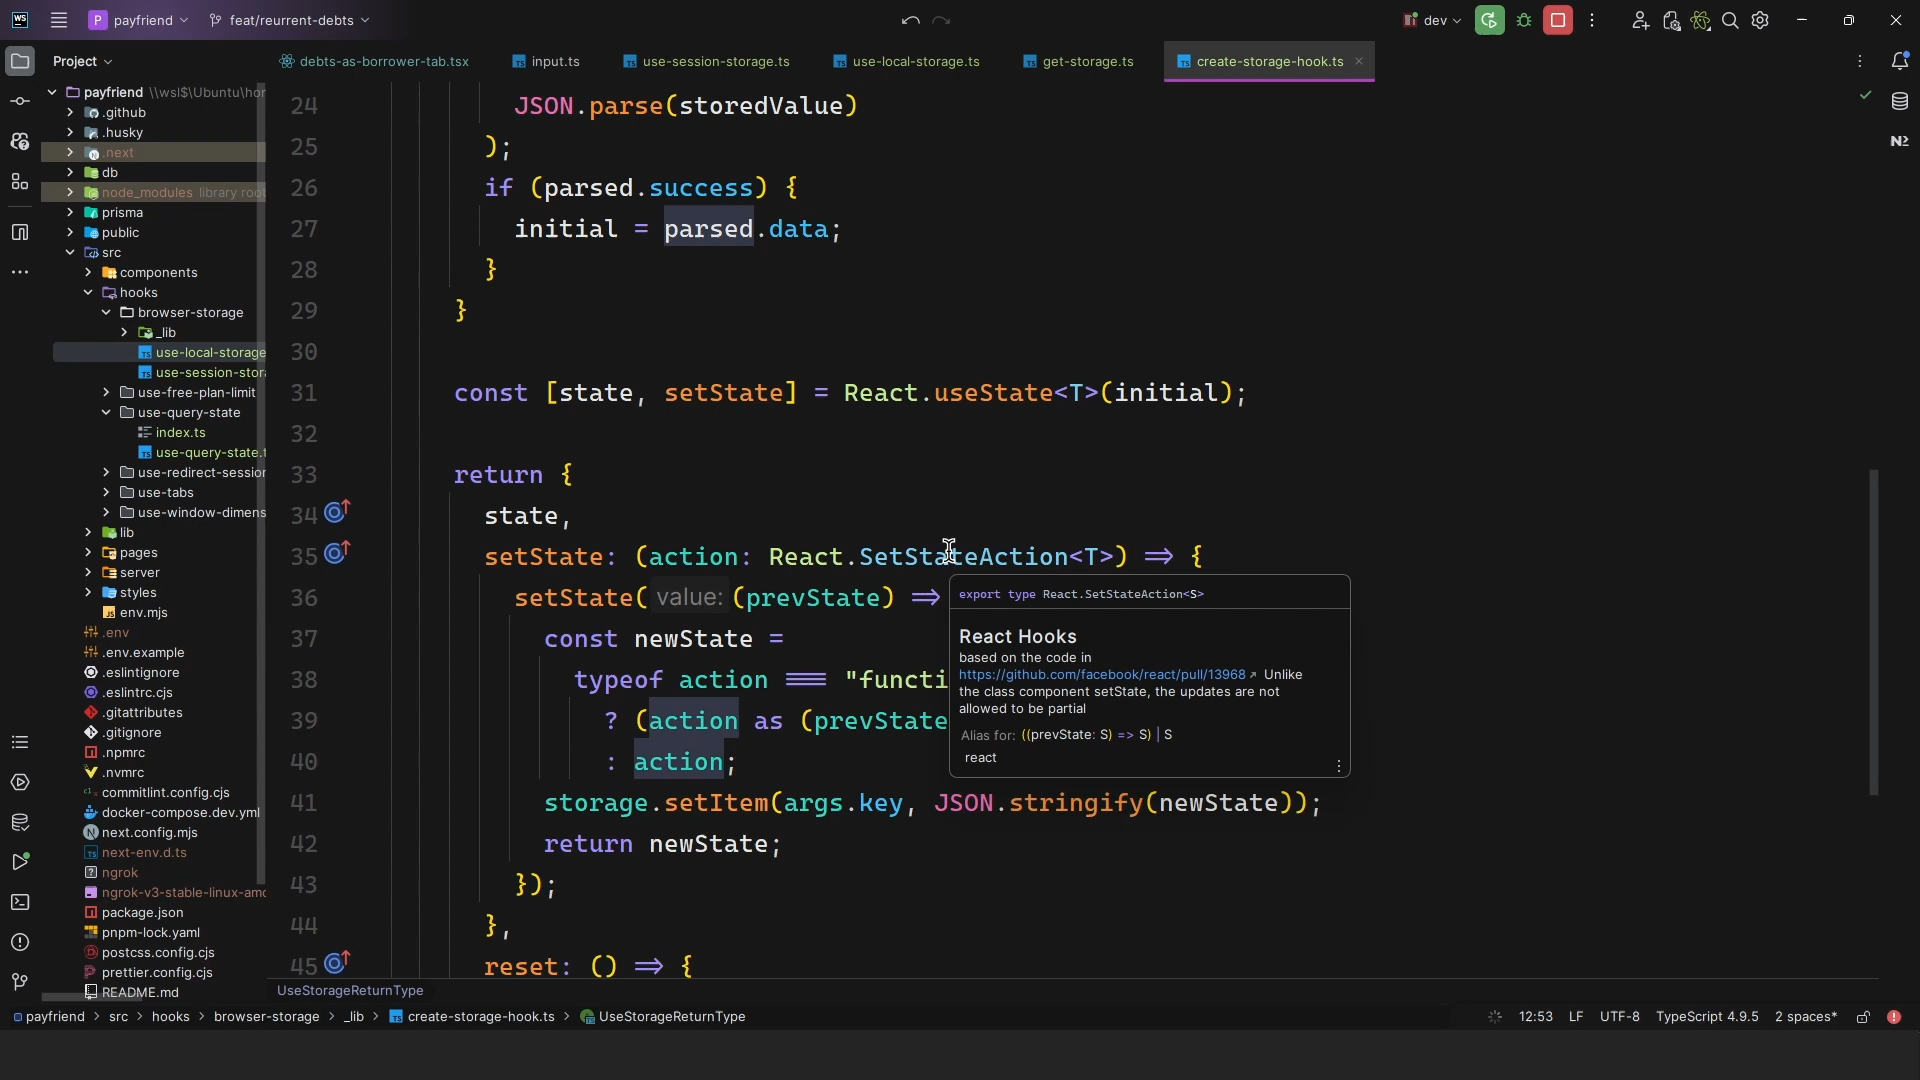 WS
P payfriend
feat/reurrent-debts
dev
Project
debts-as-borrower-tab.tsx
input.ts
use-session-storage.ts
use-local-storage.ts
get-storage.ts
create-storage-hook.ts
payfriend \\wsl$\Ubuntu\hor
.github
.husky
.next
db
node_modules library root
prisma
public
src
components
hooks
browser-storage
_lib
use-local-storage
use-session-stor
use-free-plan-limit
use-query-state
index.ts
use-query-state.t
use-redirect-session
use-tabs
use-window-dimens
lib
pages
server
styles
env.mjs
.env
.env.example
.eslintignore
.eslintrc.cjs
.gitattributes
.gitignore
.npmrc
.nvmrc
commitlint.config.cjs
docker-compose.dev.yml
next.config.mjs
next-env.d.ts
ngrok
ngrok-v3-stable-linux-amd
package.json
pnpm-lock.yaml
postcss.config.cjs
prettier.config.cjs
README.md
24 JSON.parse(storedValue)
25 );
26 if (parsed.success) {
27 initial = parsed.data;
28 }
29 }
30
31 const [state, setState] = React.useState<T>(initial);
32
33 return {
34 state,
35 setState: (action: React.SetStateAction<T>) => {
36 setState( value: (prevState) =>
37 const newState =
38 typeof action === "functi
39 ? (action as (prevState
40 : action;
41 storage.setItem(args.key, JSON.stringify(newState));
42 return newState;
43 });
44 },
45 reset: () => {
export type React.SetStateAction<S>
React Hooks
based on the code in
https://github.com/facebook/react/pull/13968 Unlike
the class component setState, the updates are not
allowed to be partial
Alias for: ((prevState: S) => S) | S
react
UseStorageReturnType
payfriend > src > hooks > browser-storage > _lib > create-storage-hook.ts > UseStorageReturnType
12:53 LF UTF-8 TypeScript 4.9.5 2 spaces*